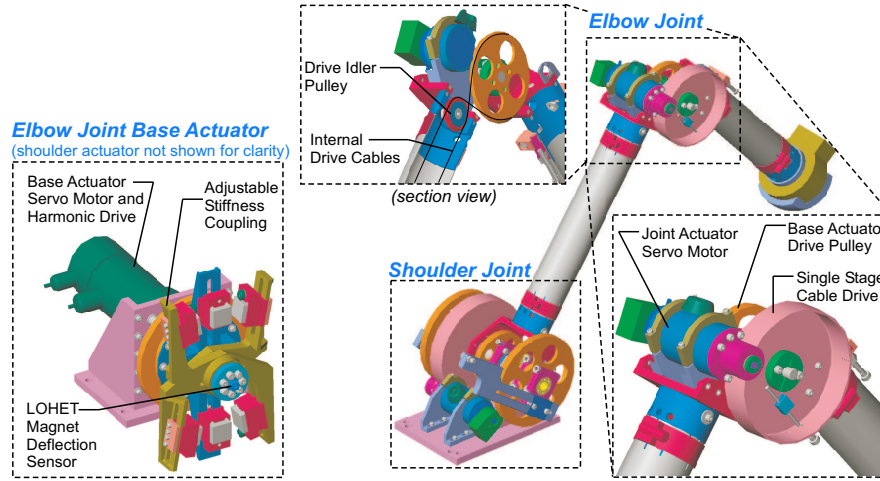 Elbow Joint
Drive Idler
Pulley
Internal
Drive Cables
(section view)
Elbow Joint Base Actuator
(shoulder actuator not shown for clarity)
Base Actuator
Servo Motor and
Harmonic Drive
Adjustable
Stiffness
Coupling
LOHET
Magnet
Deflection
Sensor
Shoulder Joint
Joint Actuator
Servo Motor
Base Actuator
Drive Pulley
Single Stage
Cable Drive